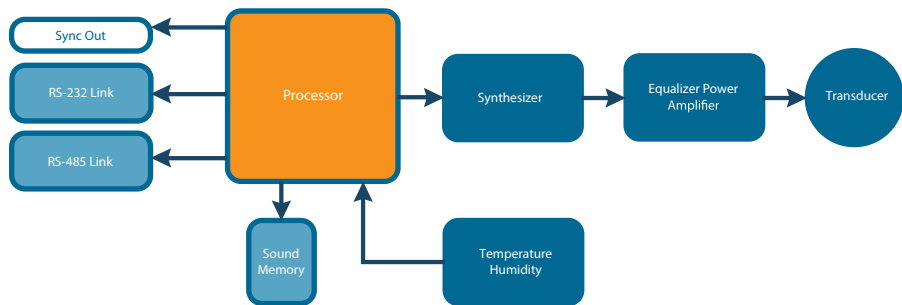 Sync Out
RS-232 Link
RS-485 Link
Processor
Synthesizer
Equalizer Power
Amplifier
Transducer
Sound
Memory
Temperature
Humidity